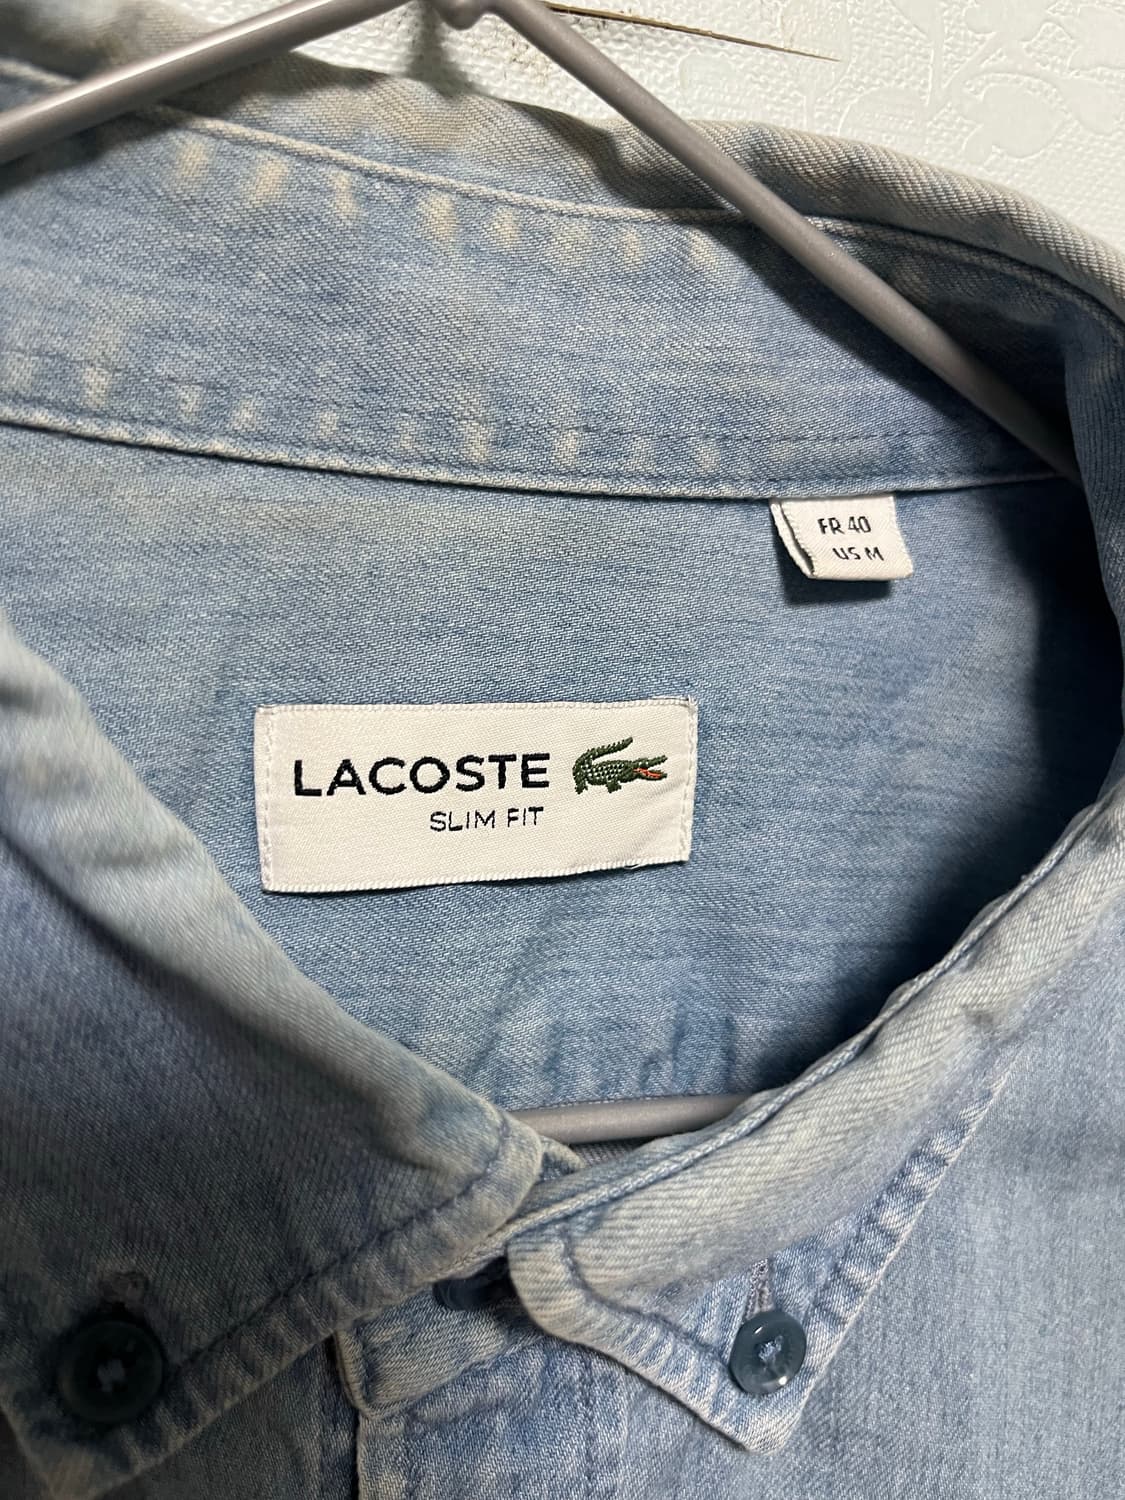 FR 40
US M
LACOSTE
SLIM FIT